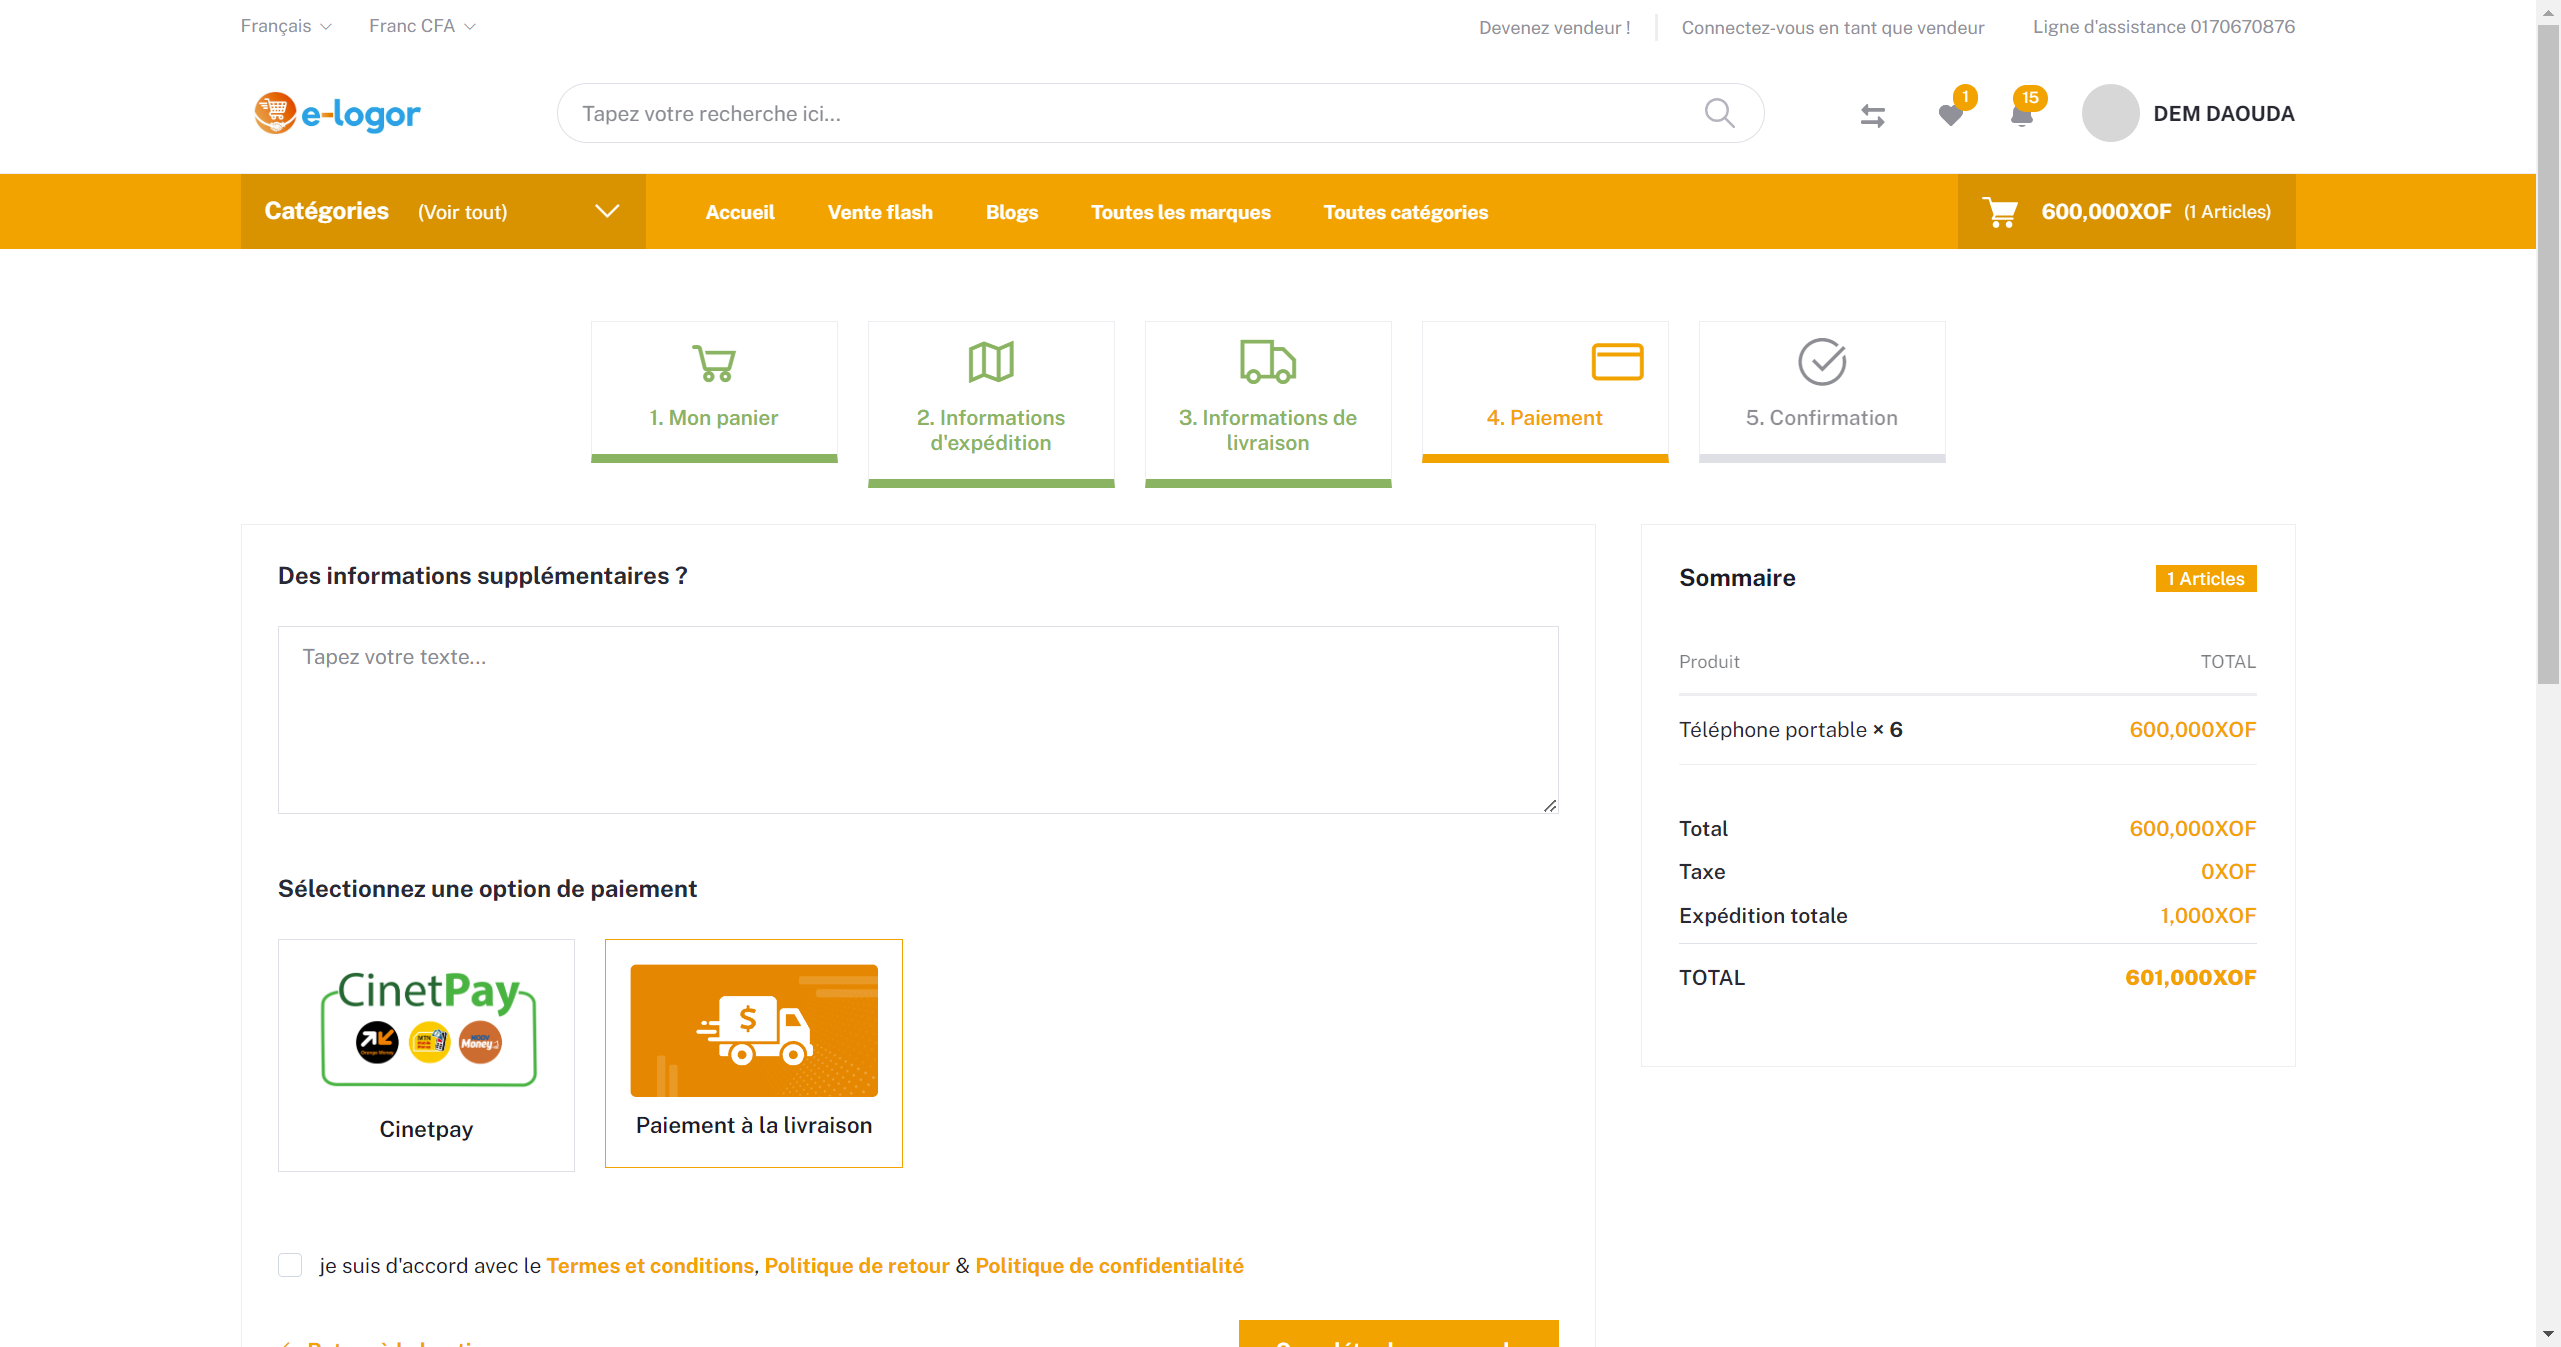 Français
Franc CFA
Devenez vendeur !
Connectez-vous en tant que vendeur
Ligne d'assistance 0170670876
e-logor
Tapez votre recherche ici...
1
15
DEM DAOUDA
Catégories (Voir tout)
Accueil
Vente flash
Blogs
Toutes les marques
Toutes catégories
600,000XOF (1 Articles)
1. Mon panier
2. Informations
d'expédition
3. Informations de
livraison
4. Paiement
5. Confirmation
Des informations supplémentaires ?
Tapez votre texte...
Sélectionnez une option de paiement
CinetPay
Money
Cinetpay
$
Paiement à la livraison
je suis d'accord avec le Termes et conditions, Politique de retour & Politique de confidentialité
Sommaire
1 Articles
Produit TOTAL
Téléphone portable × 6 600,000XOF
Total 600,000XOF
Taxe 0XOF
Expédition totale 1,000XOF
TOTAL 601,000XOF